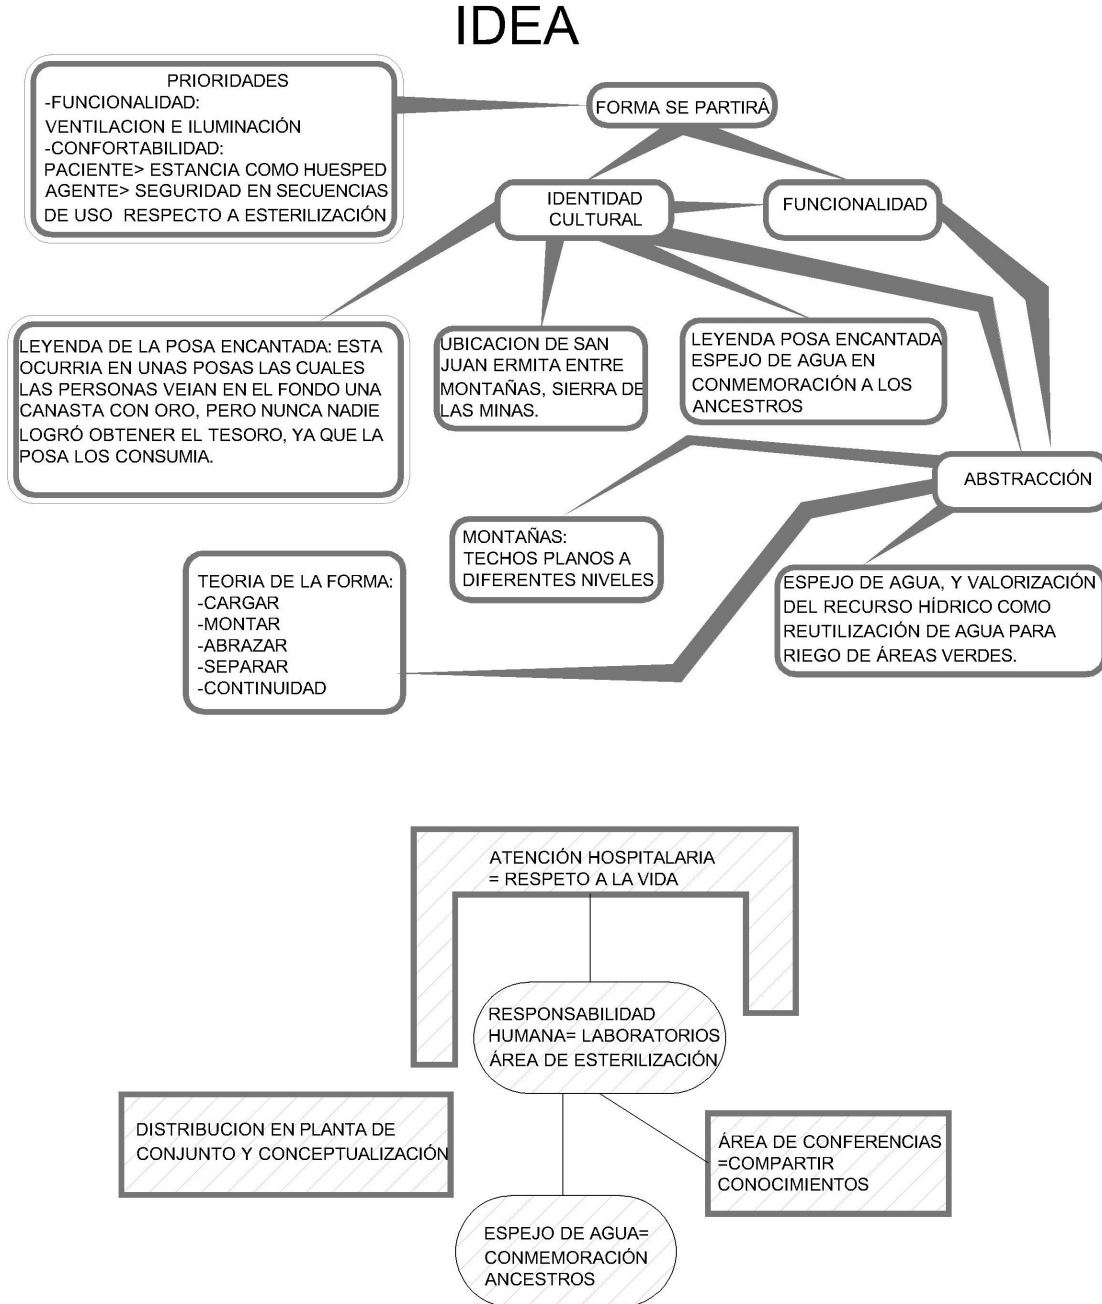 IDEA
PRIORIDADES
-FUNCIONALIDAD:
VENTILACION E ILUMINACIÓN
-CONFORTABILIDAD:
PACIENTE> ESTANCIA COMO HUESPED
AGENTE> SEGURIDAD EN SECUENCIAS
DE USO RESPECTO A ESTERILIZACIÓN
FORMA SE PARTIRÁ
IDENTIDAD
CULTURAL
FUNCIONALIDAD
LEYENDA DE LA POSA ENCANTADA: ESTA
OCURRIA EN UNAS POSAS LAS CUALES
LAS PERSONAS VEIAN EN EL FONDO UNA
CANASTA CON ORO, PERO NUNCA NADIE
LOGRÓ OBTENER EL TESORO, YA QUE LA
POSA LOS CONSUMIA.
UBICACION DE SAN
JUAN ERMITA ENTRE
MONTAÑAS, SIERRA DE
LAS MINAS.
LEYENDA POSA ENCANTADA
ESPEJO DE AGUA EN
CONMEMORACIÓN A LOS
ANCESTROS
ABSTRACCIÓN
MONTAÑAS:
TECHOS PLANOS A
DIFERENTES NIVELES
TEORIA DE LA FORMA:
-CARGAR
-MONTAR
-ABRAZAR
-SEPARAR
-CONTINUIDAD
ESPEJO DE AGUA, Y VALORIZACIÓN
DEL RECURSO HÍDRICO COMO
REUTILIZACIÓN DE AGUA PARA
RIEGO DE ÁREAS VERDES.
ATENCIÓN HOSPITALARIA
= RESPETO A LA VIDA
RESPONSABILIDAD
HUMANA= LABORATORIOS
ÁREA DE ESTERILIZACIÓN
DISTRIBUCION EN PLANTA DE
CONJUNTO Y CONCEPTUALIZACIÓN
ÁREA DE CONFERENCIAS
=COMPARTIR
CONOCIMIENTOS
ESPEJO DE AGUA=
CONMEMORACIÓN
ANCESTROS